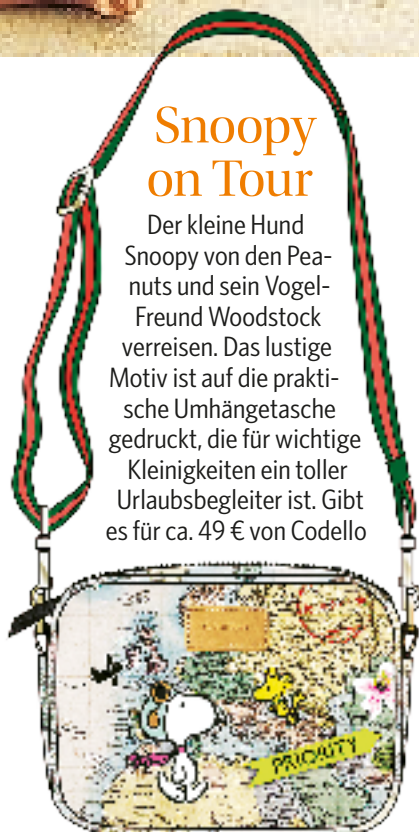 Snoopy
on Tour
Der kleine Hund
Snoopy von den Pea-
nuts und sein Vogel-
Freund Woodstock
verreisen. Das lustige
Motiv ist auf die prakti-
sche Umhängetasche
gedruckt, die für wichtige
Kleinigkeiten ein toller
Urlaubsbegleiter ist. Gibt
es für ca. 49 € von Codello
PRIORITY